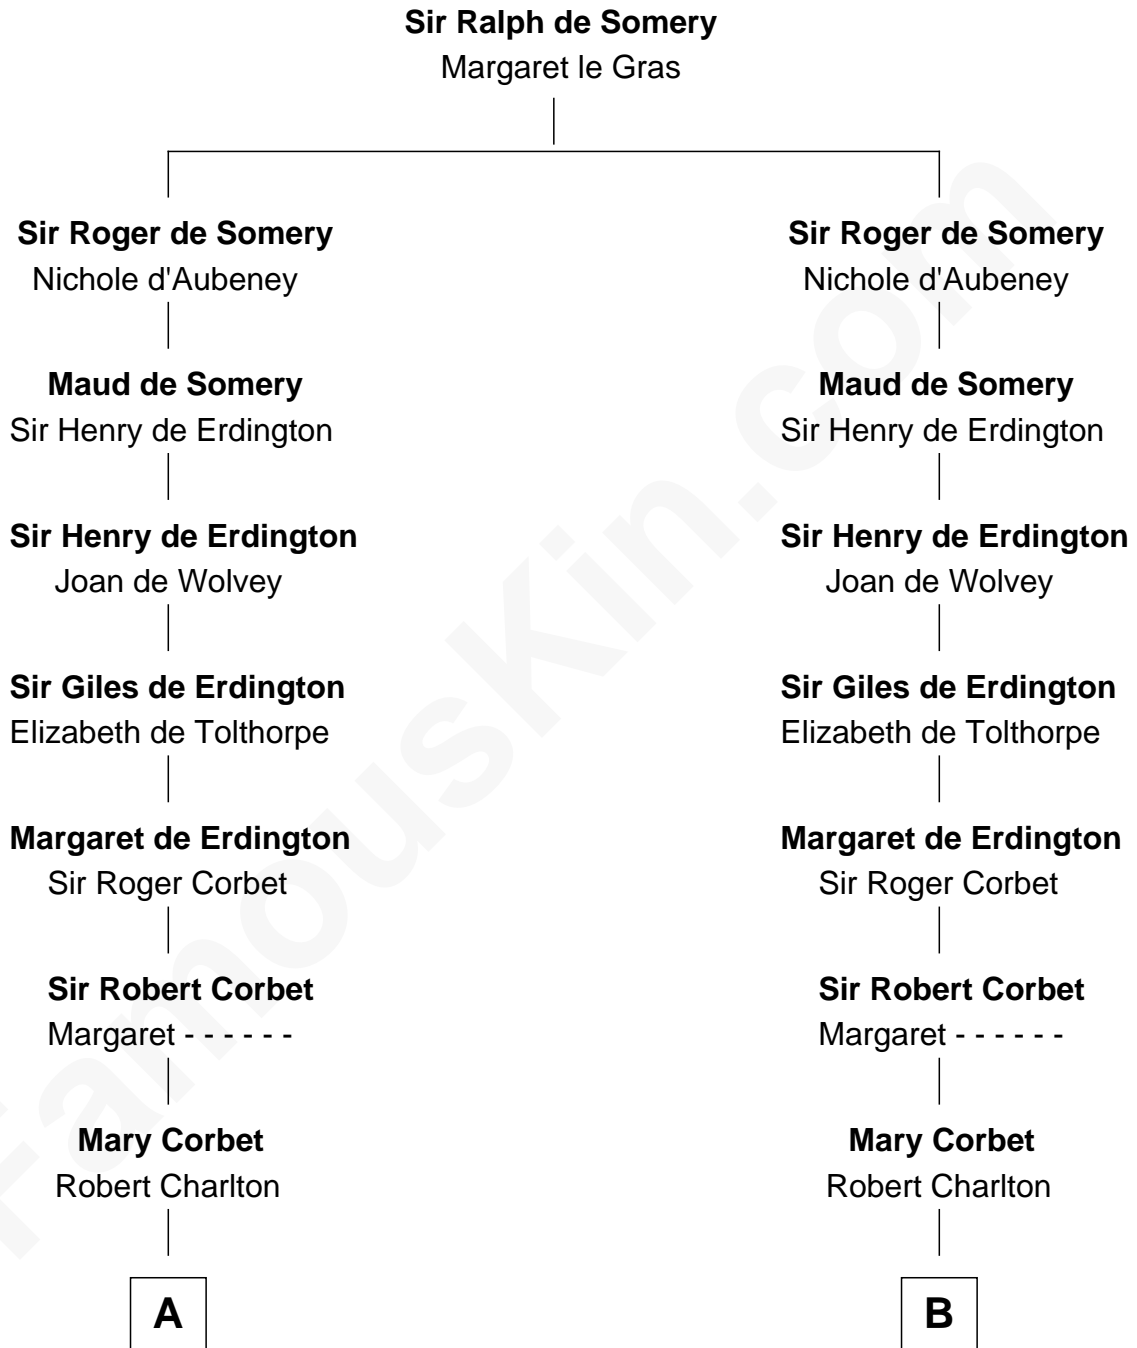 Sir Ralph de Somery
Margaret le Gras
Sir Roger de Somery
Nichole d'Aubeney
Maud de Somery
Sir Henry de Erdington
Sir Henry de Erdington
Joan de Wolvey
Sir Giles de Erdington
Elizabeth de Tolthorpe
Margaret de Erdington
Sir Roger Corbet
Sir Robert Corbet
Margaret - - - - - -
Mary Corbet
Robert Charlton
A
Sir Roger de Somery
Nichole d'Aubeney
Maud de Somery
Sir Henry de Erdington
Sir Henry de Erdington
Joan de Wolvey
Sir Giles de Erdington
Elizabeth de Tolthorpe
Margaret de Erdington
Sir Roger Corbet
Sir Robert Corbet
Margaret - - - - - -
Mary Corbet
Robert Charlton
B
FamousKin.com